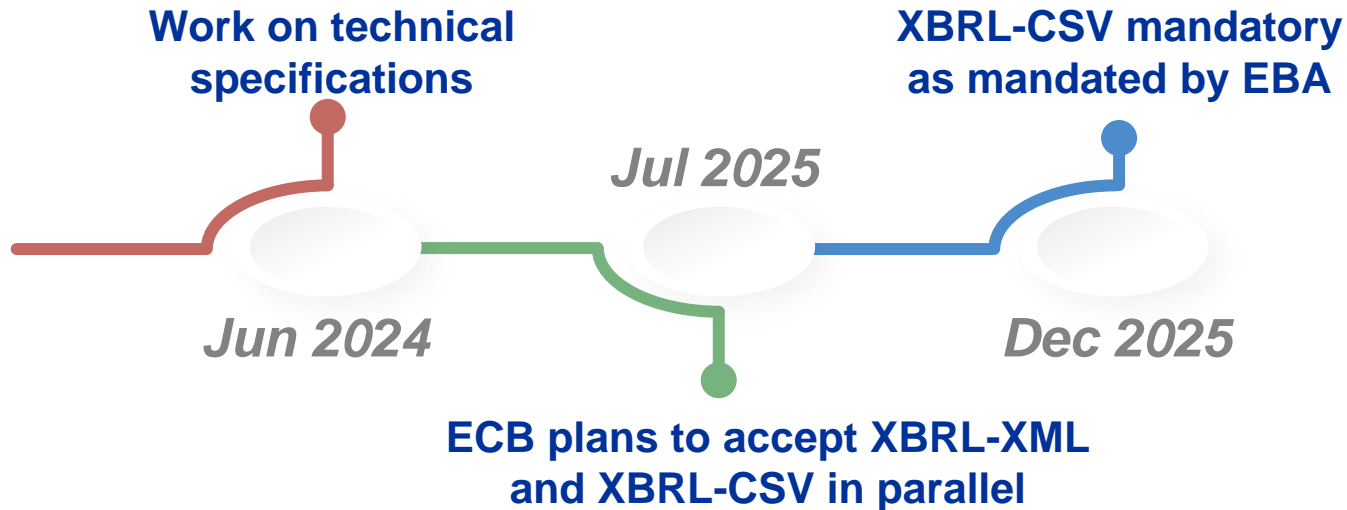 Work on technical
specifications
Jun 2024
Jul 2025
ECB plans to accept XBRL-XML
and XBRL-CSV in parallel
XBRL-CSV mandatory
as mandated by EBA
Dec 2025